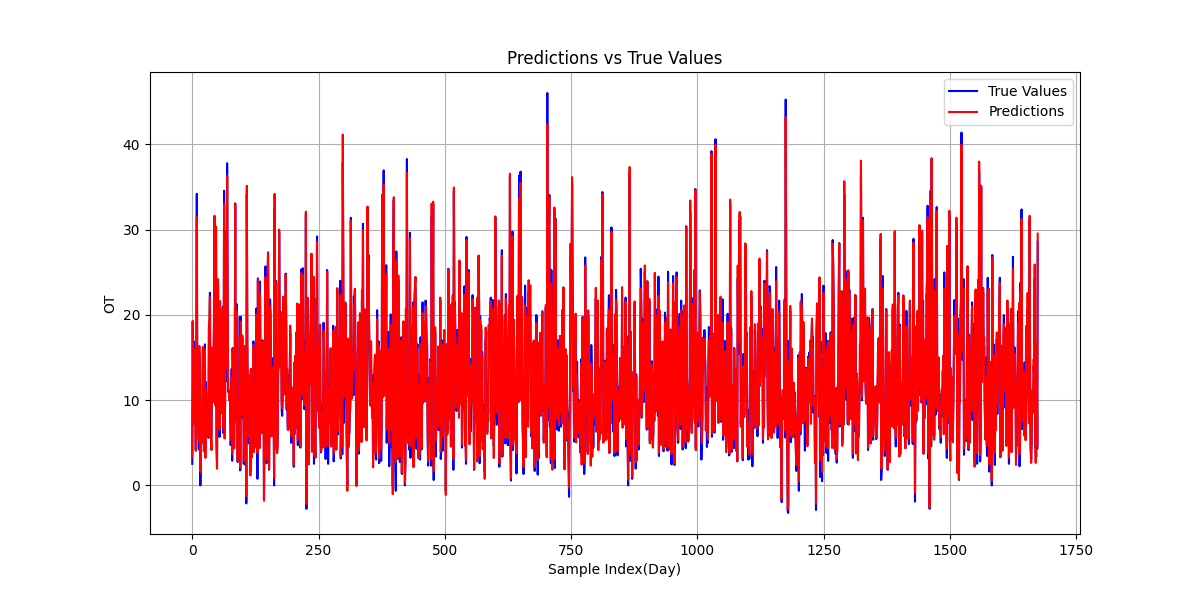 Predictions vs True Values
True Values
Predictions
OT
40
30
20
10
0
0 250 500 750 1000 1250 1500 1750
Sample Index(Day)